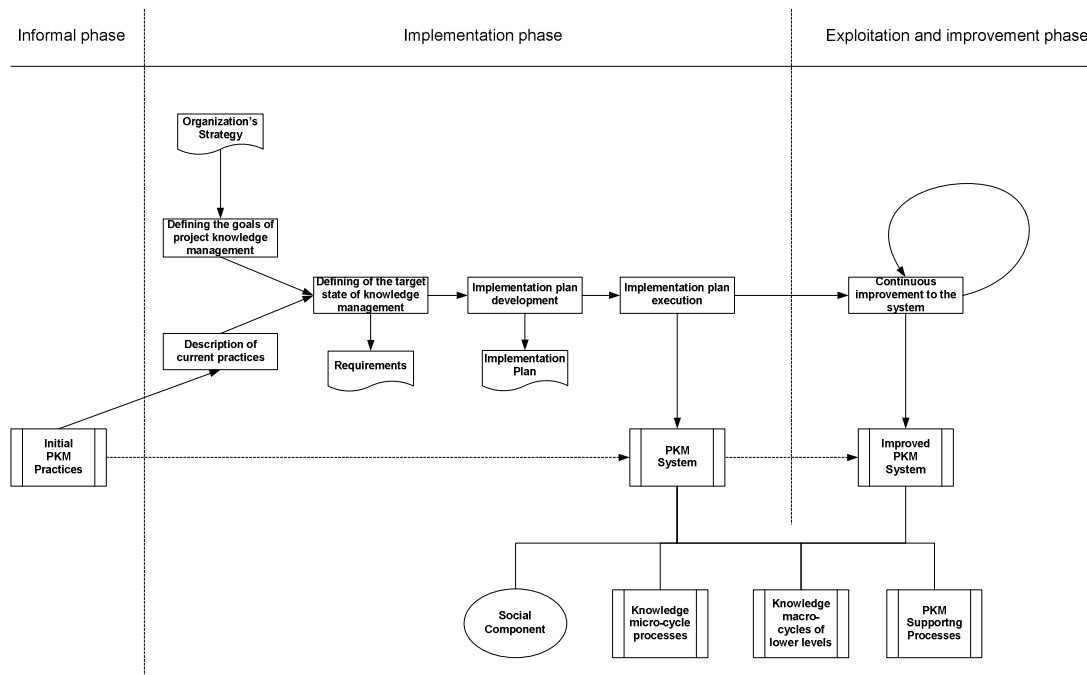 Informal phase
Implementation phase
Exploitation and improvement phase
Organization's
Strategy
Defining the goals of
project knowledge
management
Defining of the target
state of knowledge
management
Implementation plan
development
Implementation plan
execution
Continuous
improvement to the
system
Description of
current practices
Requirements
Implementation
Plan
Initial
PKM
Practices
PKM
System
Improved
PKM
System
Social
Component
Knowledge
micro-cycle
processes
Knowledge
macro-
cycles of
lower levels
PKM
Supportng
Processes